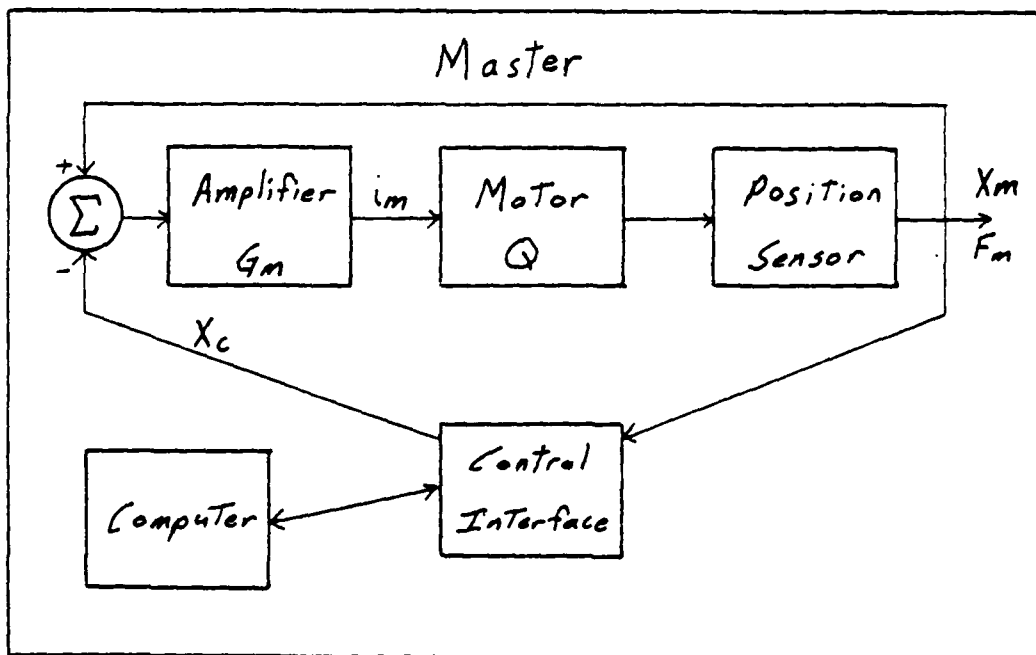 Master
+
Σ
-
Amplifier
Gm
im
Motor
Q
Position
Sensor
Xm
Fm
Xc
Control
Interface
Computer